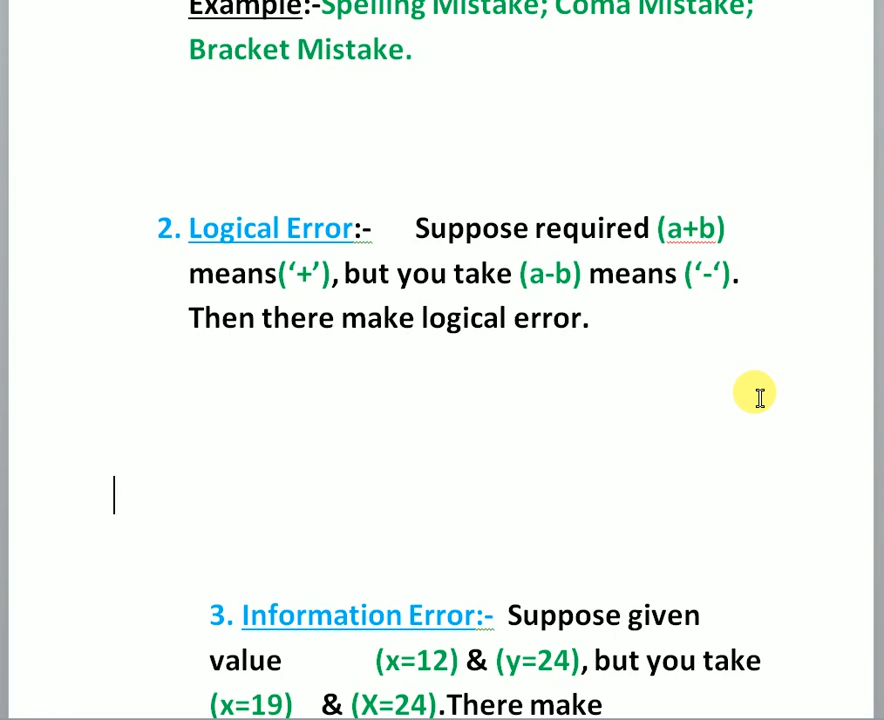 Example:-Spelling Mistake; Coma Mistake;
Bracket Mistake.
2. Logical Error:- Suppose required (a+b)
means(‘+’), but you take (a-b) means (‘-‘).
Then there make logical error.
3. Information Error:- Suppose given
value (x=12) & (y=24), but you take
(x=19) & (X=24).There make